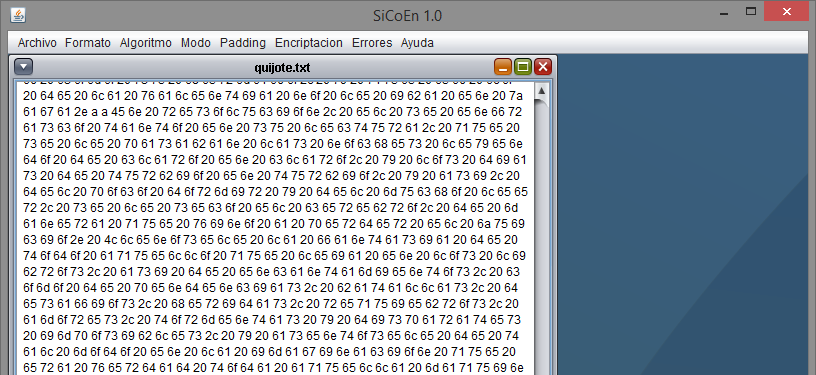 SiCoEn 1.0
Archivo Formato Algoritmo Modo Padding Encriptacion Errores Ayuda
quijote.txt
20 64 65 20 6c 61 20 76 61 6c 65 6e 74 69 61 20 6e 6f 20 6c 65 20 69 62 61 20 65 6e 20 7a
61 67 61 2e a a 45 6e 20 72 65 73 6f 6c 75 63 69 6f 6e 2c 20 65 6c 20 73 65 20 65 6e 66 72
61 73 63 6f 20 74 61 6e 74 6f 20 65 6e 20 73 75 20 6c 65 63 74 75 72 61 2c 20 71 75 65 20
73 65 20 6c 65 20 70 61 73 61 62 61 6e 20 6c 61 73 20 6e 6f 63 68 65 73 20 6c 65 79 65 6e
64 6f 20 64 65 20 63 6c 61 72 6f 20 65 6e 20 63 6c 61 72 6f 2c 20 79 20 6c 6f 73 20 64 69 61
73 20 64 65 20 74 75 72 62 69 6f 20 65 6e 20 74 75 72 62 69 6f 2c 20 79 20 61 73 69 2c 20
64 65 6c 20 70 6f 63 6f 20 64 6f 72 6d 69 72 20 79 20 64 65 6c 20 6d 75 63 68 6f 20 6c 65 65
72 2c 20 73 65 20 6c 65 20 73 65 63 6f 20 65 6c 20 63 65 72 65 62 72 6f 2c 20 64 65 20 6d
61 6e 65 72 61 20 71 75 65 20 76 69 6e 6f 20 61 20 70 65 72 64 65 72 20 65 6c 20 6a 75 69
63 69 6f 2e 20 4c 6c 65 6e 6f 73 65 6c 65 20 6c 61 20 66 61 6e 74 61 73 69 61 20 64 65 20
74 6f 64 6f 20 61 71 75 65 6c 6c 6f 20 71 75 65 20 6c 65 69 61 20 65 6e 20 6c 6f 73 20 6c 69
62 72 6f 73 2c 20 61 73 69 20 64 65 20 65 6e 63 61 6e 74 61 6d 69 65 6e 74 6f 73 2c 20 63
6f 6d 6f 20 64 65 20 70 65 6e 64 65 6e 63 69 61 73 2c 20 62 61 74 61 6c 6c 61 73 2c 20 64
65 73 61 66 69 6f 73 2c 20 68 65 72 69 64 61 73 2c 20 72 65 71 75 69 65 62 72 6f 73 2c 20
61 6d 6f 72 65 73 2c 20 74 6f 72 6d 65 6e 74 61 73 20 79 20 64 69 73 70 61 72 61 74 65 73
20 69 6d 70 6f 73 69 62 6c 65 73 2c 20 79 20 61 73 65 6e 74 6f 73 65 6c 65 20 64 65 20 74
61 6c 20 6d 6f 64 6f 20 65 6e 20 6c 61 20 69 6d 61 67 69 6e 61 63 69 6f 6e 20 71 75 65 20
65 72 61 20 76 65 72 64 61 64 20 74 6f 64 61 20 61 71 75 65 6c 6c 61 20 6d 61 71 75 69 6e